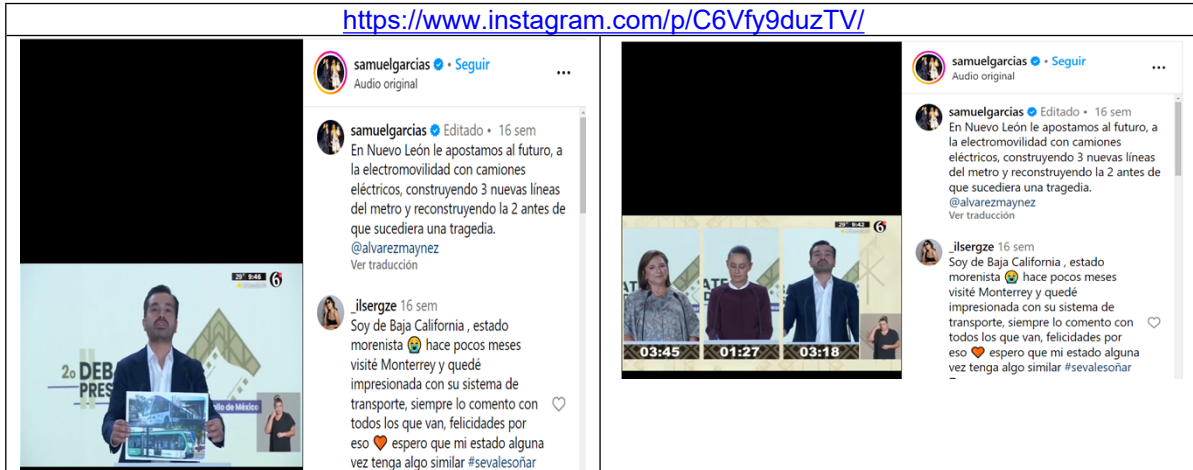 https://www.instagram.com/p/C6Vfy9duzTV/
samuelgarcias • Seguir
Audio original
...
samuelgarcias Editado • 16 sem
En Nuevo León le apostamos al futuro, a
la electromovilidad con camiones
eléctricos, construyendo 3 nuevas líneas
del metro y reconstruyendo la 2 antes de
que sucediera una tragedia.
@alvarezmaynez
Ver traducción
_ilsergze 16 sem
Soy de Baja California , estado
morenista 😭 hace pocos meses
visité Monterrey y quedé
impresionada con su sistema de
transporte, siempre lo comento con
todos los que van, felicidades por
eso 🧡 espero que mi estado alguna
vez tenga algo similar #sevalesoñar
29° 9:46 6
2o DEB
PRES
llo de México
samuelgarcias • Seguir
Audio original
...
samuelgarcias Editado • 16 sem
En Nuevo León le apostamos al futuro, a
la electromovilidad con camiones
eléctricos, construyendo 3 nuevas líneas
del metro y reconstruyendo la 2 antes de
que sucediera una tragedia.
@alvarezmaynez
Ver traducción
_ilsergze 16 sem
Soy de Baja California , estado
morenista 😭 hace pocos meses
visité Monterrey y quedé
impresionada con su sistema de
transporte, siempre lo comento con
todos los que van, felicidades por
eso 🧡 espero que mi estado alguna
vez tenga algo similar #sevalesoñar
29° 9:42 6
03:45 01:27 03:18